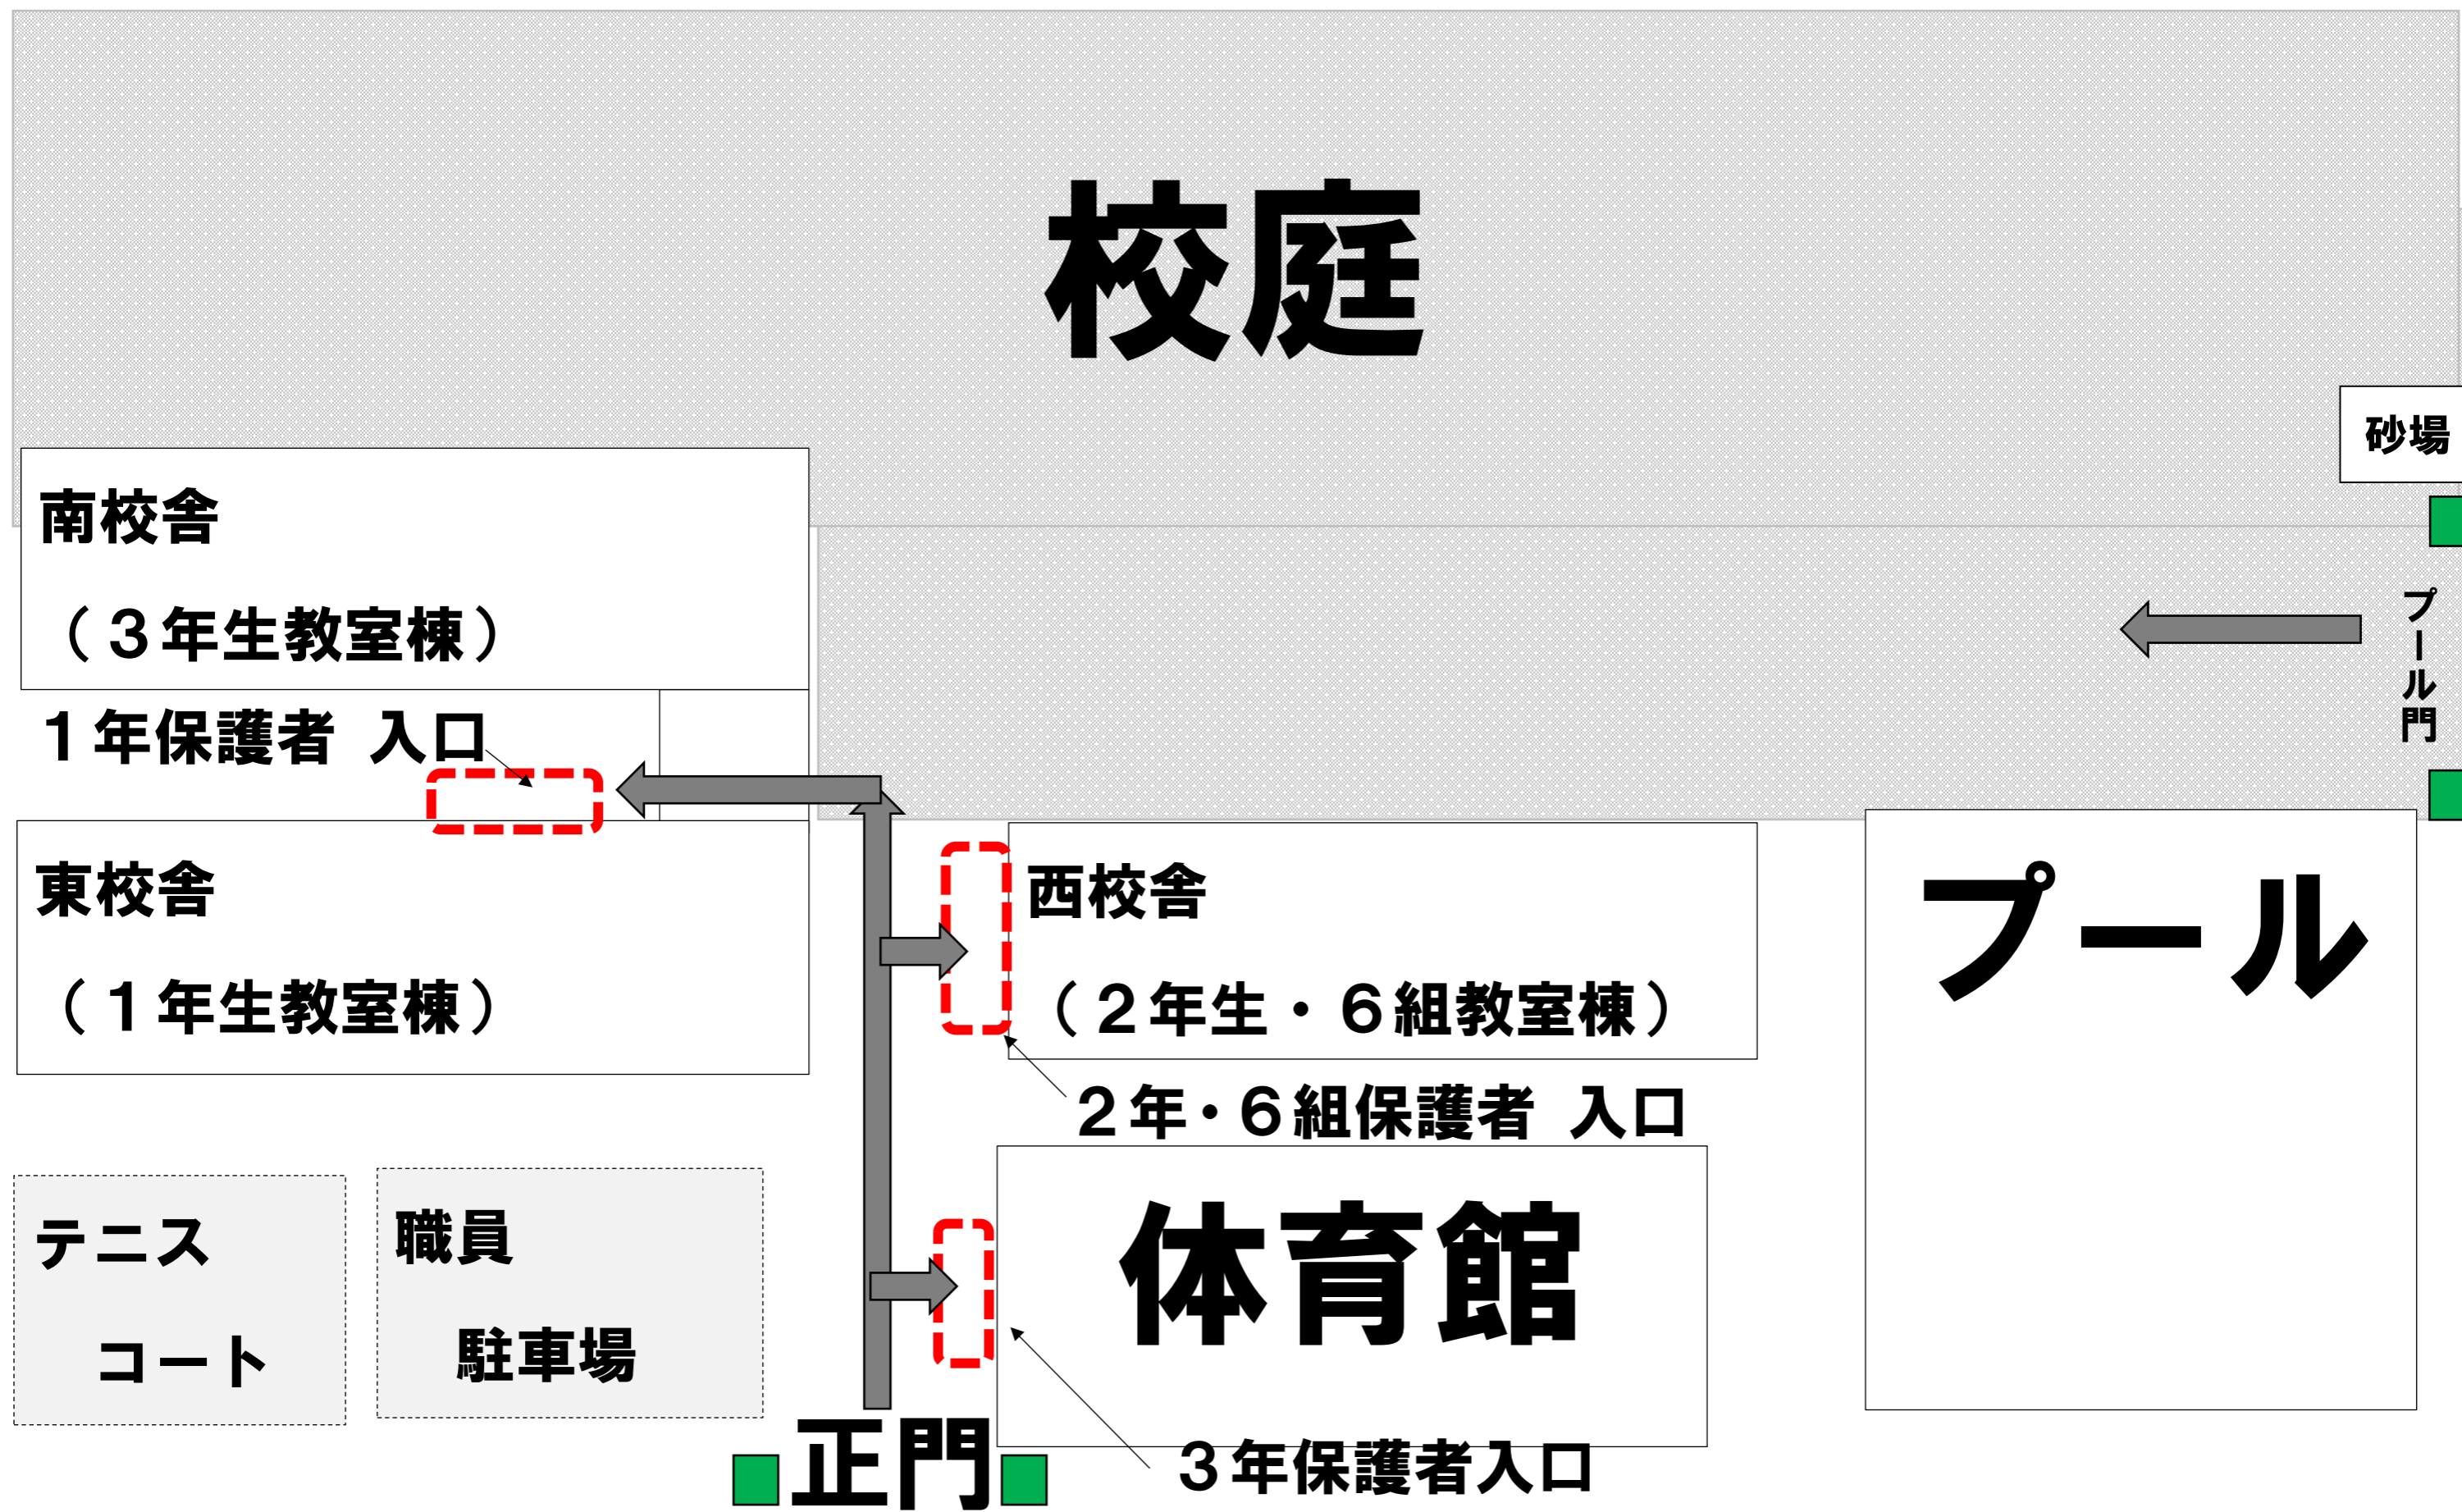 校庭
砂場
南校舎
（３年生教室棟）
プール門
１年保護者 入口
東校舎
（１年生教室棟）
西校舎
（２年生・６組教室棟）
プール
２年・６組保護者 入口
テニス
コート
職員
駐車場
体育館
正門
３年保護者入口